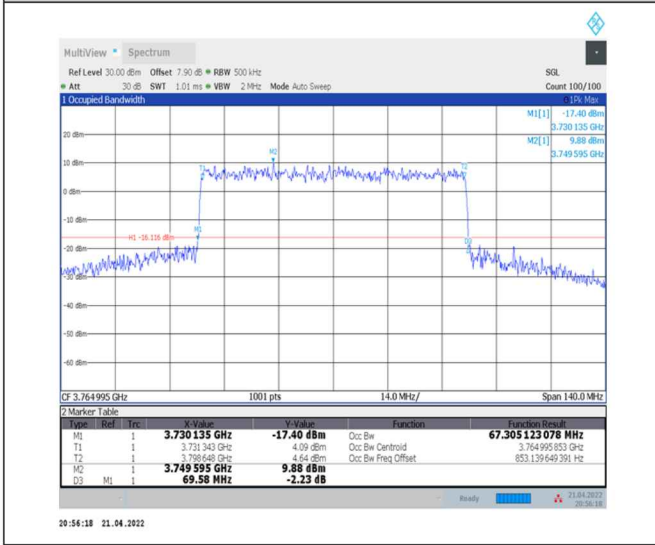 MultiView Spectrum
Ref Level 30.00 dBm Offset 7.90 dB RBW 500 kHz SGL
Att 30 dB SWT 1.01 ms VBW 2 MHz Mode Auto Sweep Count 100/100
1 Occupied Bandwidth 1Pk Max
M1[1] -17.40 dBm
3.730 135 GHz
M2[1] 9.88 dBm
3.749 595 GHz
20 dBm
M2
10 dBm
T1 T2
0 dBm
-10 dBm
M1
H1 -16.116 dBm
D3
-20 dBm
-40 dBm
-50 dBm
-60 dBm
CF 3.764 995 GHz 1001 pts 14.0 MHz/ Span 140.0 MHz
2 Marker Table
Type Ref Trc X-Value Y-Value Function Function Result
M1 1 3.730 135 GHz -17.40 dBm Occ Bw 67.305 123 078 MHz
T1 1 3.731 343 GHz 4.09 dBm Occ Bw Centroid 3.764 995 853 GHz
T2 1 3.798 648 GHz 4.64 dBm Occ Bw Freq Offset 853.139 649 391 Hz
M2 1 3.749 595 GHz 9.88 dBm
D3 M1 1 69.58 MHz -2.23 dB
Ready 21.04.2022
20:56:18
20:56:18 21.04.2022